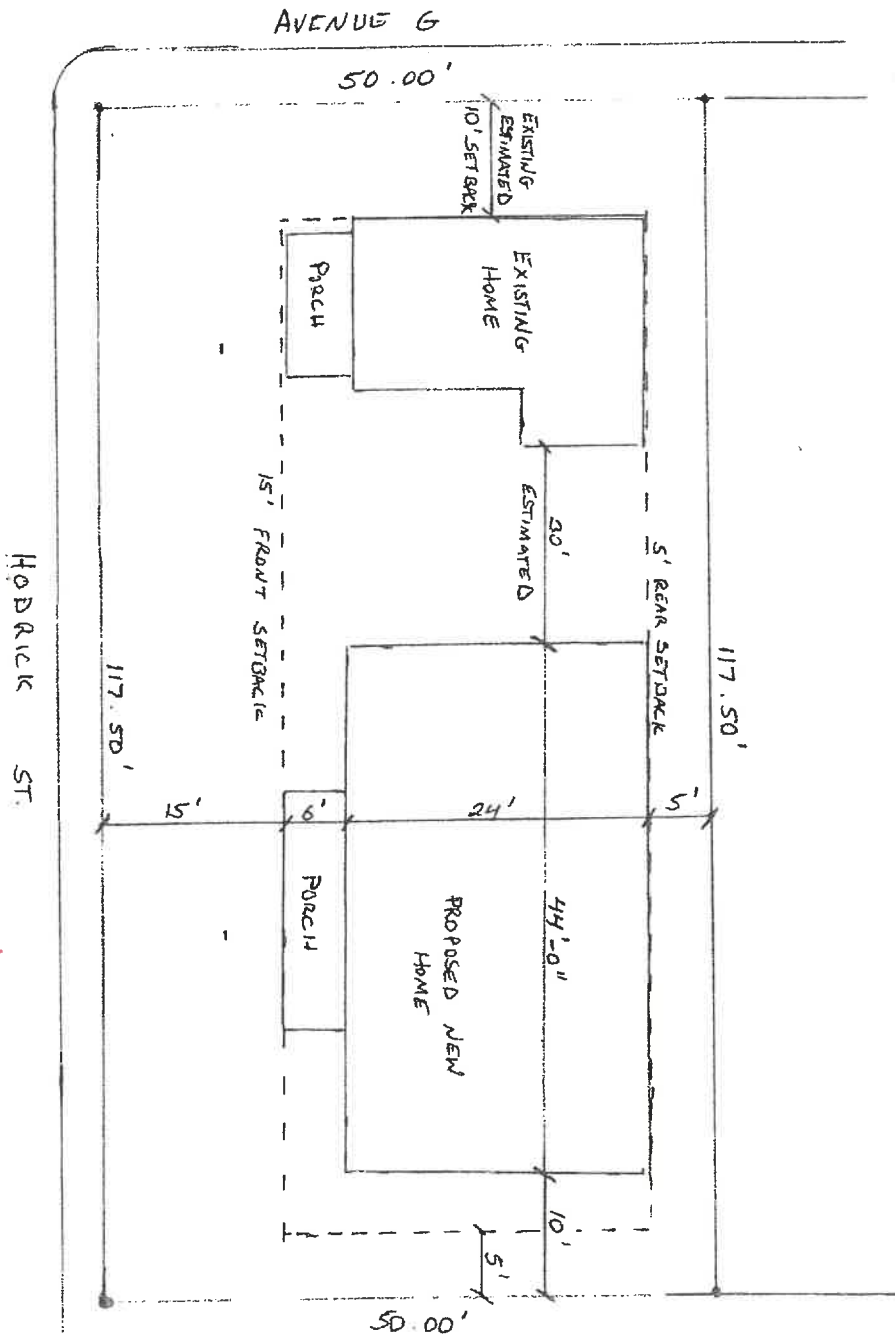 AVENUE G
50.00'
EXISTING
ESTIMATED
10' SETBACK
EXISTING
HOME
PORCH
15' FRONT SETBACK
ESTIMATED
30'
5' REAR SETBACK
117.50'
117.50'
HODRICK ST.
15'
6'
24'
5'
PORCH
PROPOSED NEW
HOME
44'-0"
10'
5'
50.00'